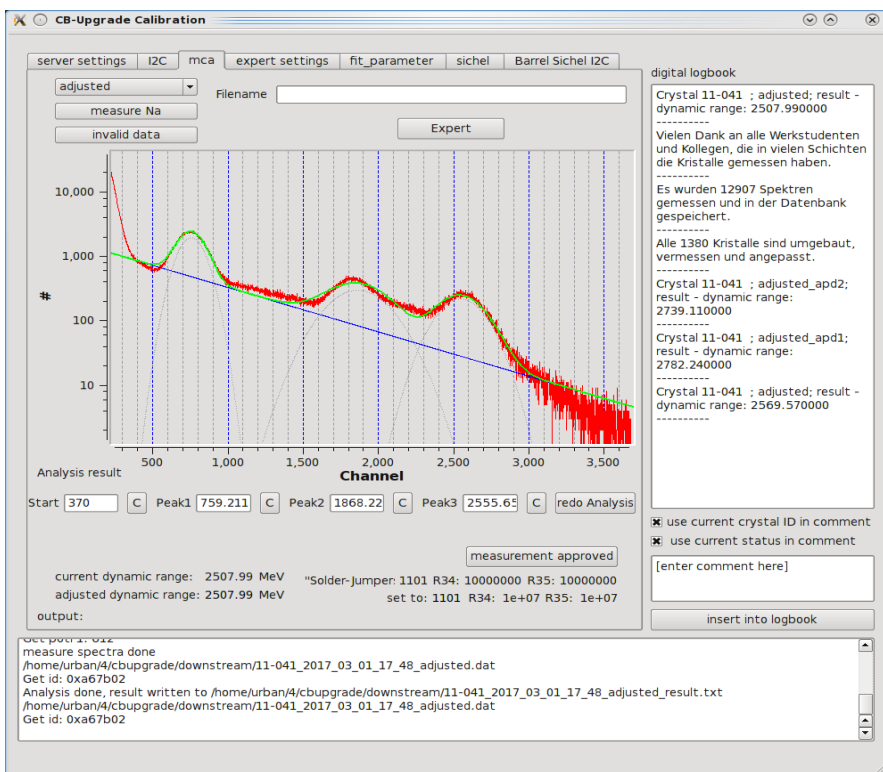 CB-Upgrade Calibration
server settings
I2C
mca
expert settings
fit_parameter
sichel
Barrel Sichel I2C
adjusted
measure Na
invalid data
Filename
Expert
10,000
1,000
100
10
#
500
1,000
1,500
2,000
2,500
3,000
3,500
Channel
Analysis result
Start 370 C Peak1 759.211 C Peak2 1868.22 C Peak3 2555.65 C redo Analysis
measurement approved
current dynamic range: 2507.99 MeV
"Solder-Jumper: 1101 R34: 10000000 R35: 10000000
adjusted dynamic range: 2507.99 MeV
set to: 1101 R34: 1e+07 R35: 1e+07
output:
digital logbook
Crystal 11-041 ; adjusted; result -
dynamic range: 2507.990000
----------
Vielen Dank an alle Werkstudenten
und Kollegen, die in vielen Schichten
die Kristalle gemessen haben.
----------
Es wurden 12907 Spektren
gemessen und in der Datenbank
gespeichert.
----------
Alle 1380 Kristalle sind umgebaut,
vermessen und angepasst.
----------
Crystal 11-041 ; adjusted_apd2;
result - dynamic range:
2739.110000
----------
Crystal 11-041 ; adjusted_apd1;
result - dynamic range:
2782.240000
----------
Crystal 11-041 ; adjusted; result -
dynamic range: 2569.570000
----------
use current crystal ID in comment
use current status in comment
[enter comment here]
insert into logbook
measure spectra done
/home/urban/4/cbupgrade/downstream/11-041_2017_03_01_17_48_adjusted.dat
Get id: 0xa67b02
Analysis done, result written to /home/urban/4/cbupgrade/downstream/11-041_2017_03_01_17_48_adjusted_result.txt
/home/urban/4/cbupgrade/downstream/11-041_2017_03_01_17_48_adjusted.dat
Get id: 0xa67b02